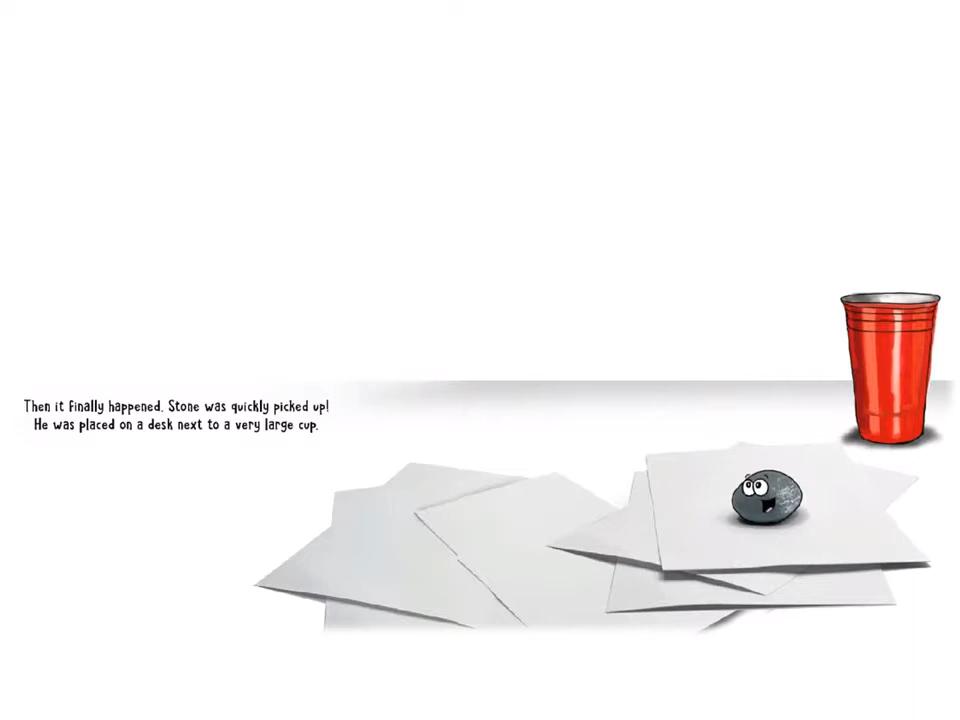 Then it finally happened. Stone was quickly picked up!
He was placed on a desk next to a very large cup.